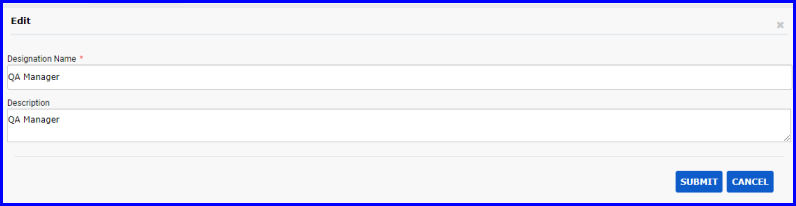 Edit
Designation Name *
QA Manager
Description
QA Manager
SUBMIT CANCEL